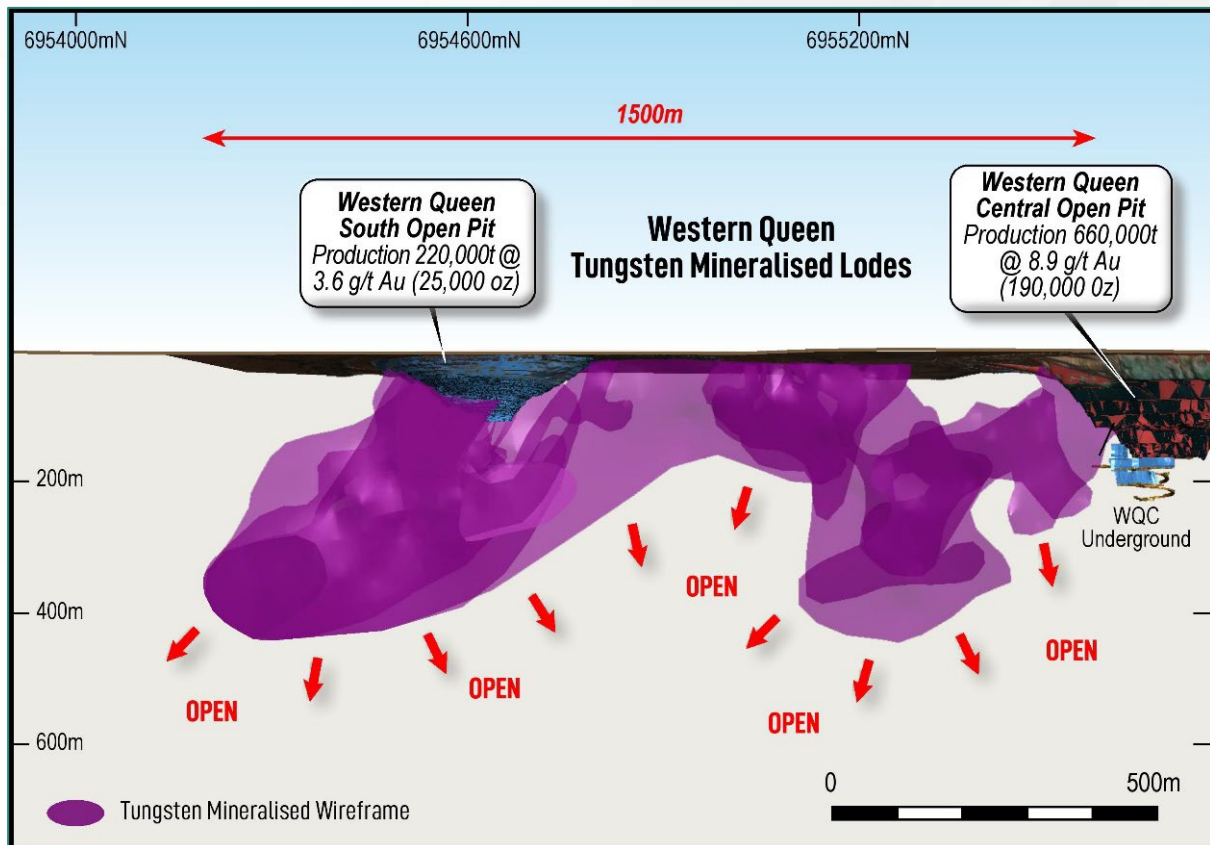 6954000mN
6954600mN
6955200mN
1500m
Western Queen
South Open Pit
Production 220,000t @
3.6 g/t Au (25,000 oz)
Western Queen
Tungsten Mineralised Lodes
Western Queen
Central Open Pit
Production 660,000t
@ 8.9 g/t Au
(190,000 0z)
200m
WQC
Underground
400m
OPEN
OPEN
OPEN
OPEN
OPEN
600m
0
500m
Tungsten Mineralised Wireframe